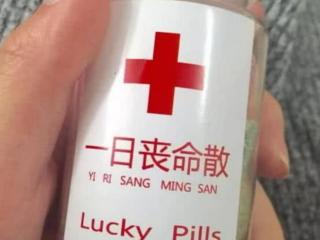 一日丧命散
YI RI SANG MING SAN
Lucky Pills